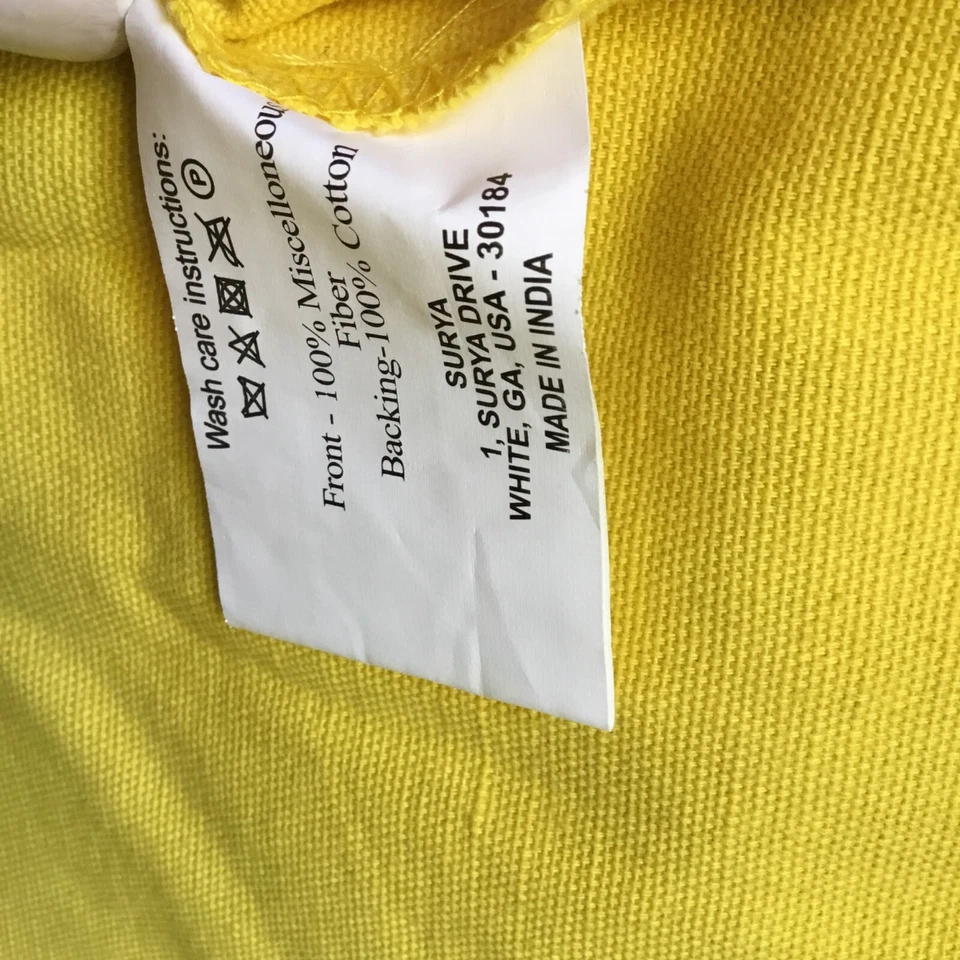 Wash care instructions:
P
Front - 100% Miscelloneous
Fiber
Backing-100% Cotton
SURYA
1, SURYA DRIVE
WHITE, GA, USA - 30184
MADE IN INDIA